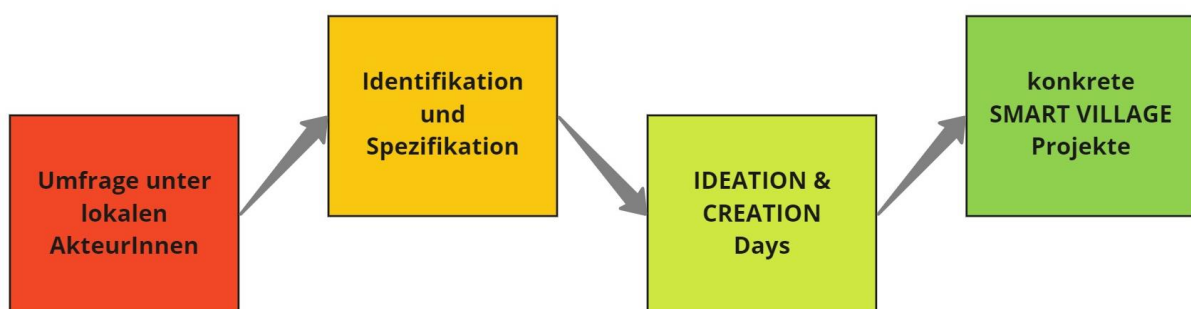 Umfrage unter
lokalen
AkteurInnen
Identifikation
und
Spezifikation
IDEATION &
CREATION
Days
konkrete
SMART VILLAGE
Projekte